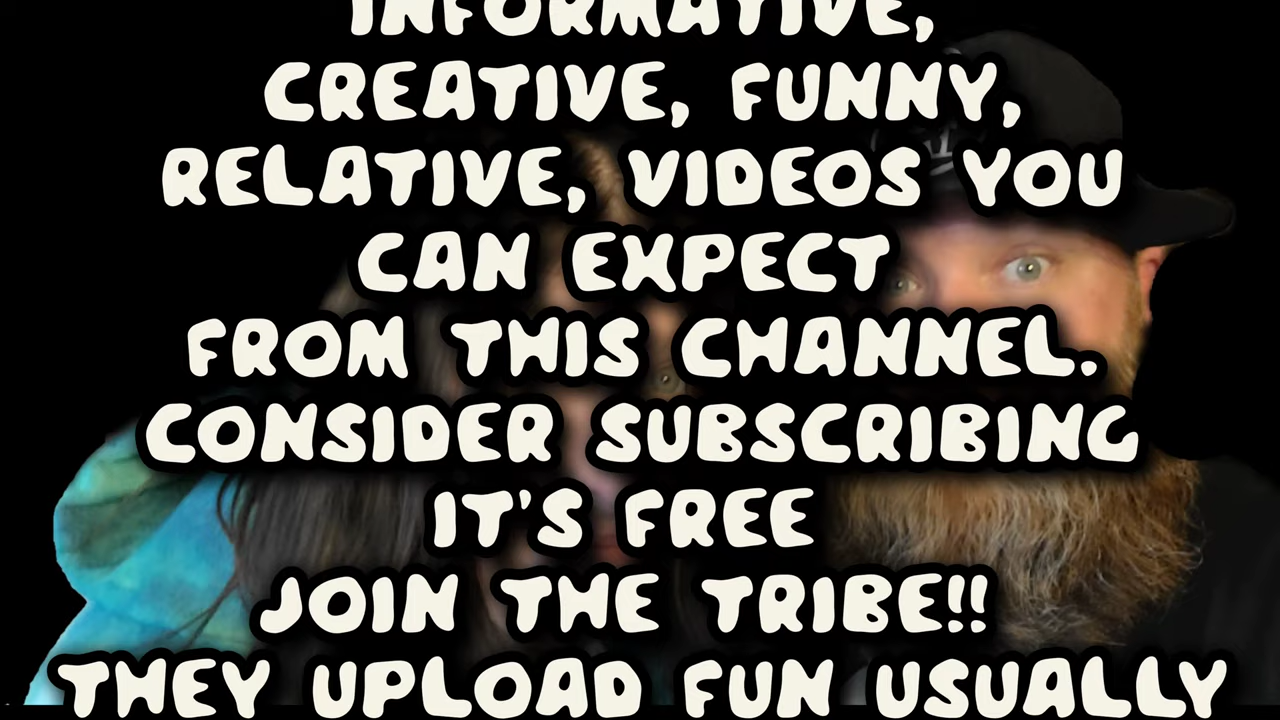 INFORMATIVE,
CREATIVE, FUNNY,
RELATIVE, VIDEOS YOU
CAN EXPECT
FROM THIS CHANNEL.
CONSIDER SUBSCRIBING
IT'S FREE
JOIN THE TRIBE!!
THEY UPLOAD FUN USUALLY